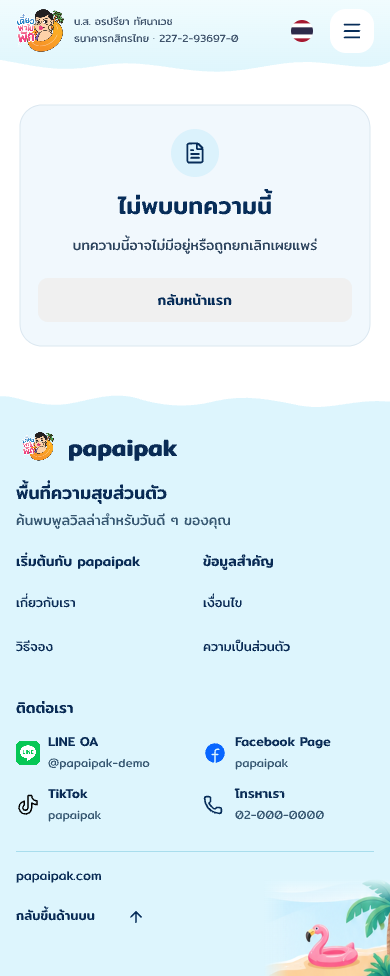 น.ส. อรปรียา ทัศนาเวช
ธนาคารกสิกรไทย · 227-2-93697-0
ไม่พบบทความนี้
บทความนี้อาจไม่มีอยู่หรือถูกยกเลิกเผยแพร่
กลับหน้าแรก
papaipak
พื้นที่ความสุขส่วนตัว
ค้นพบพูลวิลล่าสำหรับวันดี ๆ ของคุณ
เริ่มต้นกับ papaipak
ข้อมูลสำคัญ
เกี่ยวกับเรา
เงื่อนไข
วิธีจอง
ความเป็นส่วนตัว
ติดต่อเรา
LINE OA
@papaipak-demo
Facebook Page
papaipak
TikTok
papaipak
โทรหาเรา
02-000-0000
papaipak.com
กลับขึ้นด้านบน